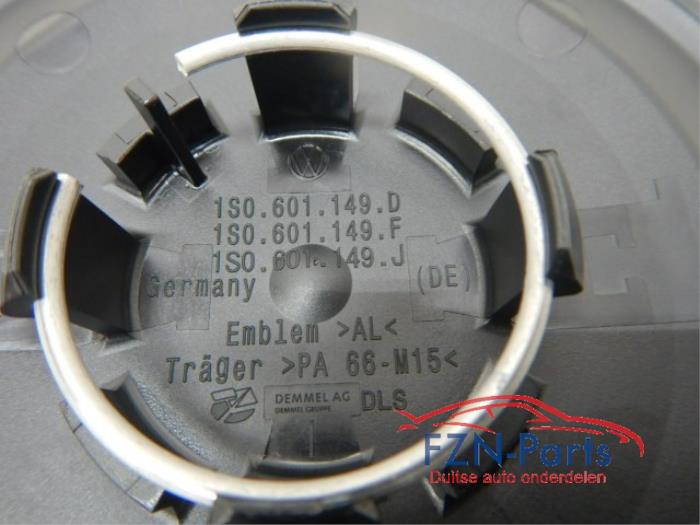 1S0.601.149.D
1S0.601.149.F
1S0.601.149.J
Germany
(DE)
Emblem >AL<
Träger >PA 66-M15<
DEMMEL AG
DEMMEL GRUPPE
DLS
FZN-Parts
Duitse auto onderdelen